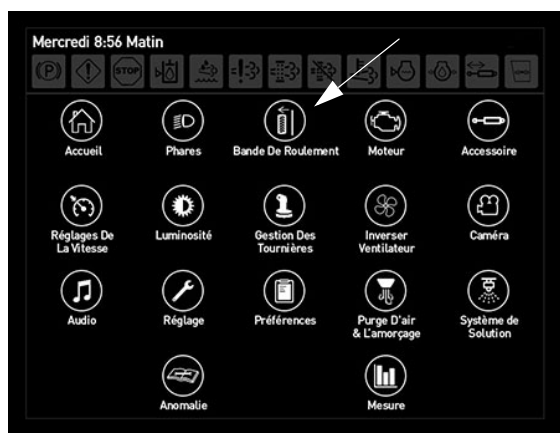 Mercredi 8:56 Matin
(P)
STOP
Accueil
Phares
Bande De Roulement
Moteur
Accessoire
Réglages De
La Vitesse
Luminosité
Gestion Des
Tournières
Inverser
Ventilateur
Caméra
Audio
Réglage
Préférences
Purge D'air
& L'amorçage
Système de
Solution
Anomalie
Mesure